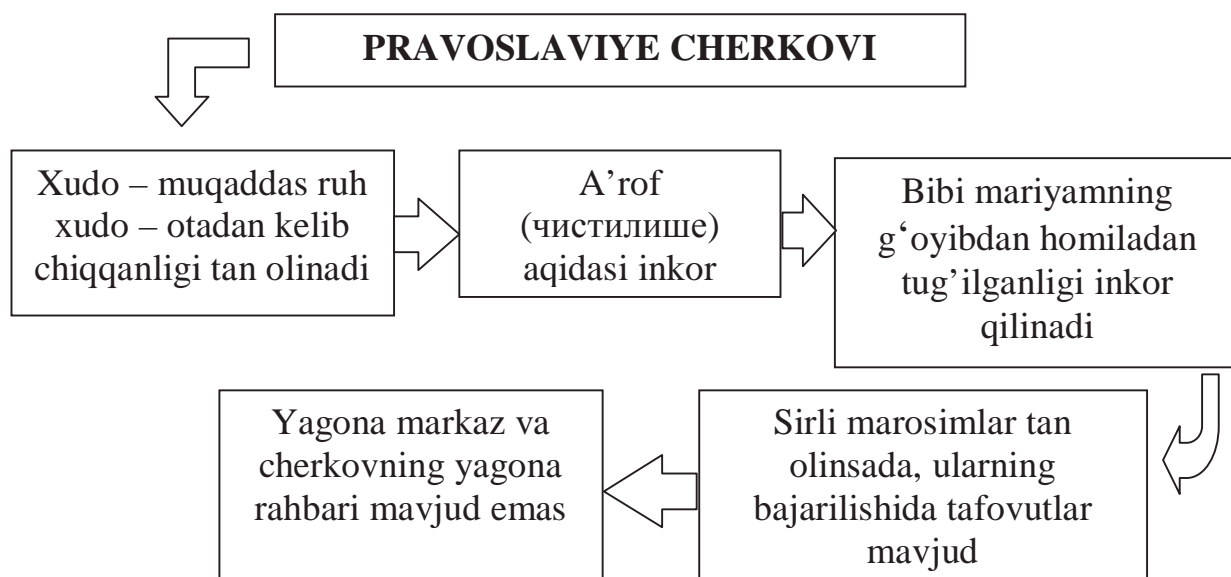 PRAVOSLAVIYE CHERKOVI
Xudo – muqaddas ruh
xudo – otadan kelib
chiqqanligi tan olinadi
A’rof
(чистилише)
aqidasi inkor
Bibi mariyamning
g‘oyibdan homiladan
tug’ilganligi inkor
qilinadi
Sirli marosimlar tan
olinsada, ularning
bajarilishida tafovutlar
mavjud
Yagona markaz va
cherkovning yagona
rahbari mavjud emas